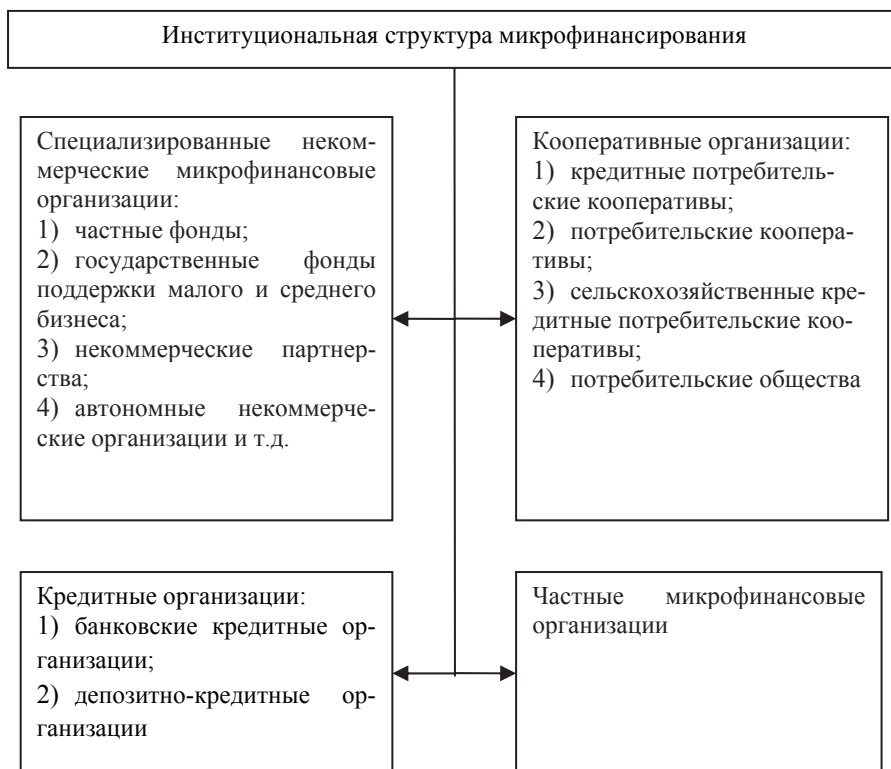 Институциональная структура микрофинансирования
Специализированные неком-
мерческие микрофинансовые
организации:
1) частные фонды;
2) государственные фонды
поддержки малого и среднего
бизнеса;
3) некоммерческие партнер-
ства;
4) автономные некоммерче-
ские организации и т.д.
Кооперативные организации:
1) кредитные потребитель-
ские кооперативы;
2) потребительские коопера-
тивы;
3) сельскохозяйственные кре-
дитные потребительские коо-
перативы;
4) потребительские общества
Кредитные организации:
1) банковские кредитные ор-
ганизации;
2) депозитно-кредитные ор-
ганизации
Частные микрофинансовые
организации